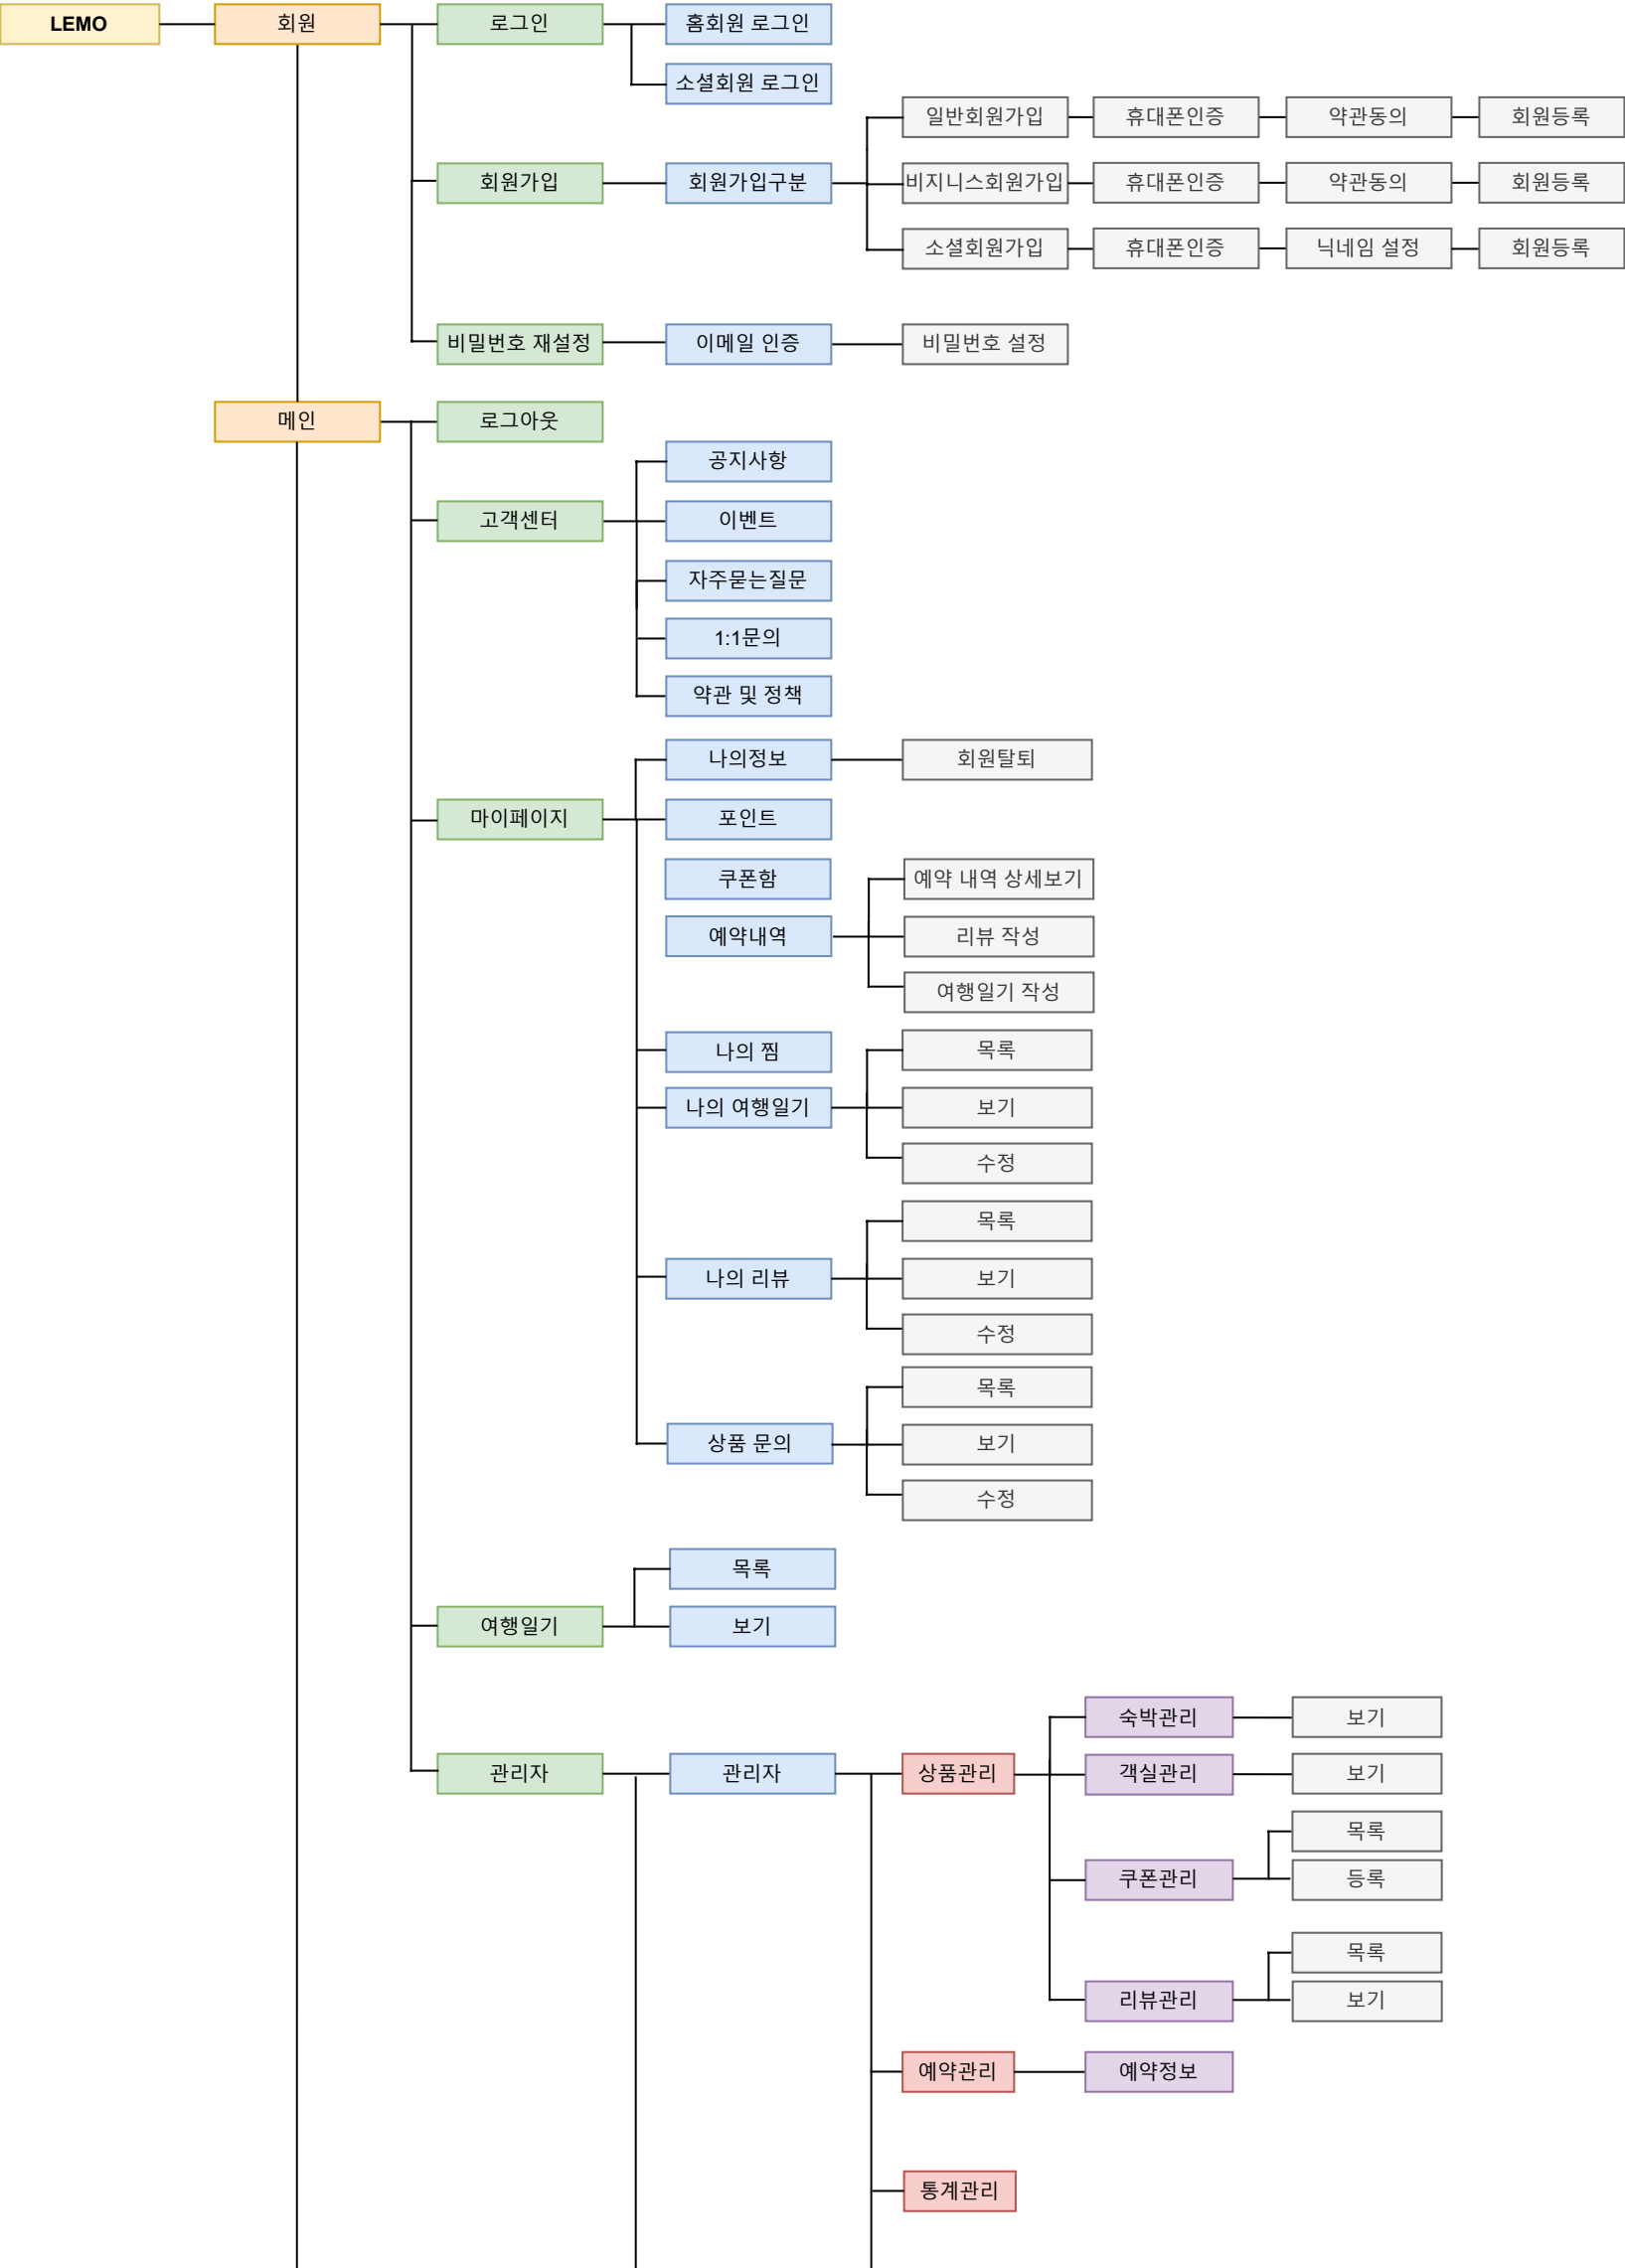 LEMO
회원
로그인
홈회원 로그인
소셜회원 로그인
일반회원가입
휴대폰인증
약관동의
회원등록
회원가입
회원가입구분
비지니스회원가입
휴대폰인증
약관동의
회원등록
소셜회원가입
휴대폰인증
닉네임 설정
회원등록
비밀번호 재설정
이메일 인증
비밀번호 설정
메인
로그아웃
공지사항
고객센터
이벤트
자주묻는질문
1:1문의
약관 및 정책
나의정보
회원탈퇴
마이페이지
포인트
쿠폰함
예약 내역 상세보기
예약내역
리뷰 작성
여행일기 작성
나의 찜
목록
나의 여행일기
보기
수정
목록
나의 리뷰
보기
수정
목록
상품 문의
보기
수정
목록
여행일기
보기
숙박관리
보기
관리자
관리자
상품관리
객실관리
보기
목록
쿠폰관리
등록
목록
리뷰관리
보기
예약관리
예약정보
통계관리